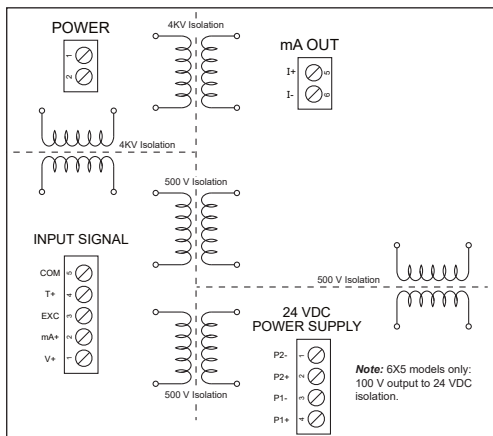 4KV Isolation
POWER
1
2
mA OUT
I+ 5
I- 6
4KV Isolation
500 V Isolation
INPUT SIGNAL
COM 5
T+ 4
EXC 3
mA+ 2
V+ 1
500 V Isolation
24 VDC
POWER SUPPLY
P2- 1
P2+ 2
P1- 3
P1+ 4
Note: 6X5 models only:
100 V output to 24 VDC
isolation.
500 V Isolation